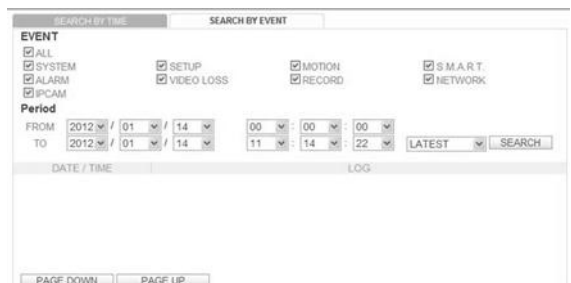 SEARCH BY TIME SEARCH BY EVENT
EVENT
ALL
SYSTEM SETUP MOTION S.M.A.R.T.
ALARM VIDEO LOSS RECORD NETWORK
IPCAM
Period
FROM 2012 / 01 / 14 00 : 00 : 00
TO 2012 / 01 / 14 11 : 14 : 22 LATEST SEARCH
DATE / TIME LOG
PAGE DOWN PAGE UP